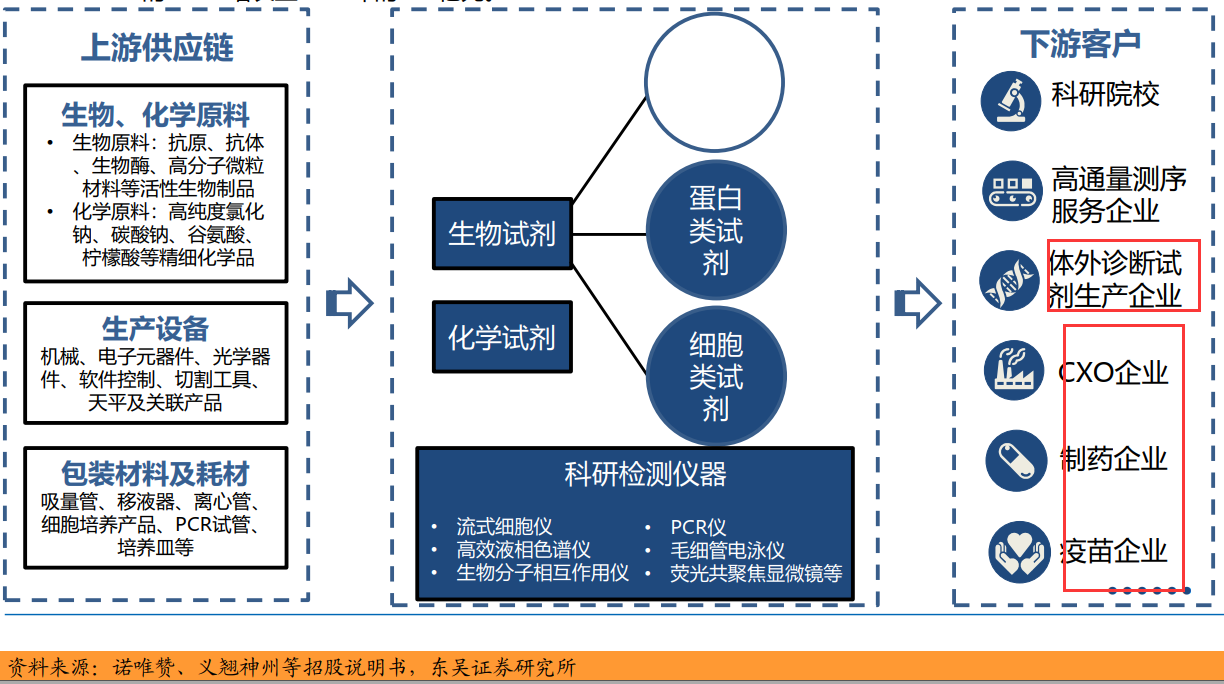 上游供应链
生物、化学原料
• 生物原料：抗原、抗体
、生物酶、高分子微粒
材料等活性生物制品
• 化学原料：高纯度氯化
钠、碳酸钠、谷氨酸、
柠檬酸等精细化学品
生产设备
机械、电子元器件、光学器
件、软件控制、切割工具、
天平及关联产品
包装材料及耗材
吸量管、移液器、离心管、
细胞培养产品、PCR试管、
培养皿等
生物试剂
化学试剂
蛋白
类试
剂
细胞
类试
剂
科研检测仪器
• 流式细胞仪
• 高效液相色谱仪
• 生物分子相互作用仪
• PCR仪
• 毛细管电泳仪
• 荧光共聚焦显微镜等
下游客户
科研院校
高通量测序
服务企业
体外诊断试
剂生产企业
CXO企业
制药企业
疫苗企业
资料来源：诺唯赞、义翘神州等招股说明书，东吴证券研究所